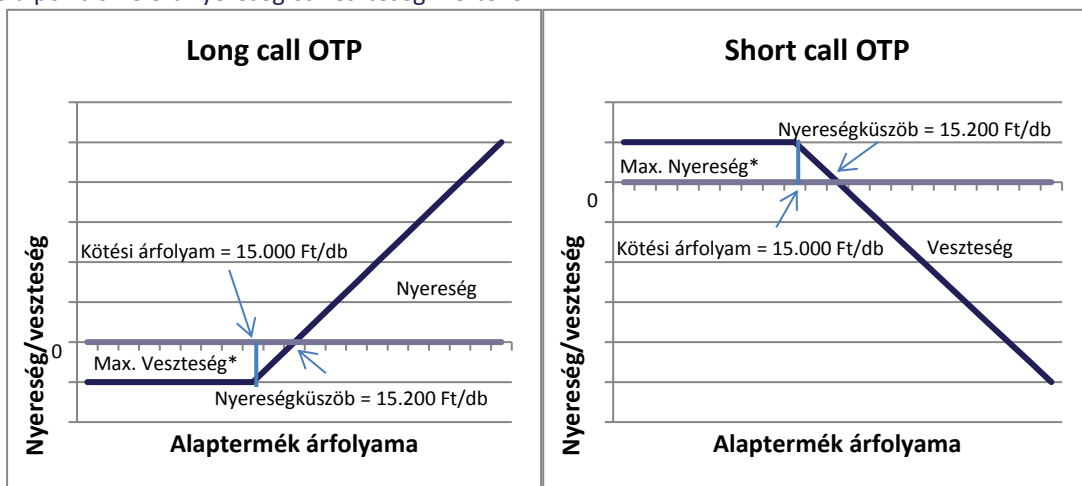 Long call OTP
Nyereség/veszteség
Kötési árfolyam = 15.000 Ft/db
Nyereség
0
Max. Veszteség*
Nyereségküszöb = 15.200 Ft/db
Alaptermék árfolyama
Short call OTP
Nyereség/veszteség
Nyereségküszöb = 15.200 Ft/db
Max. Nyereség*
0
Kötési árfolyam = 15.000 Ft/db
Veszteség
Alaptermék árfolyama